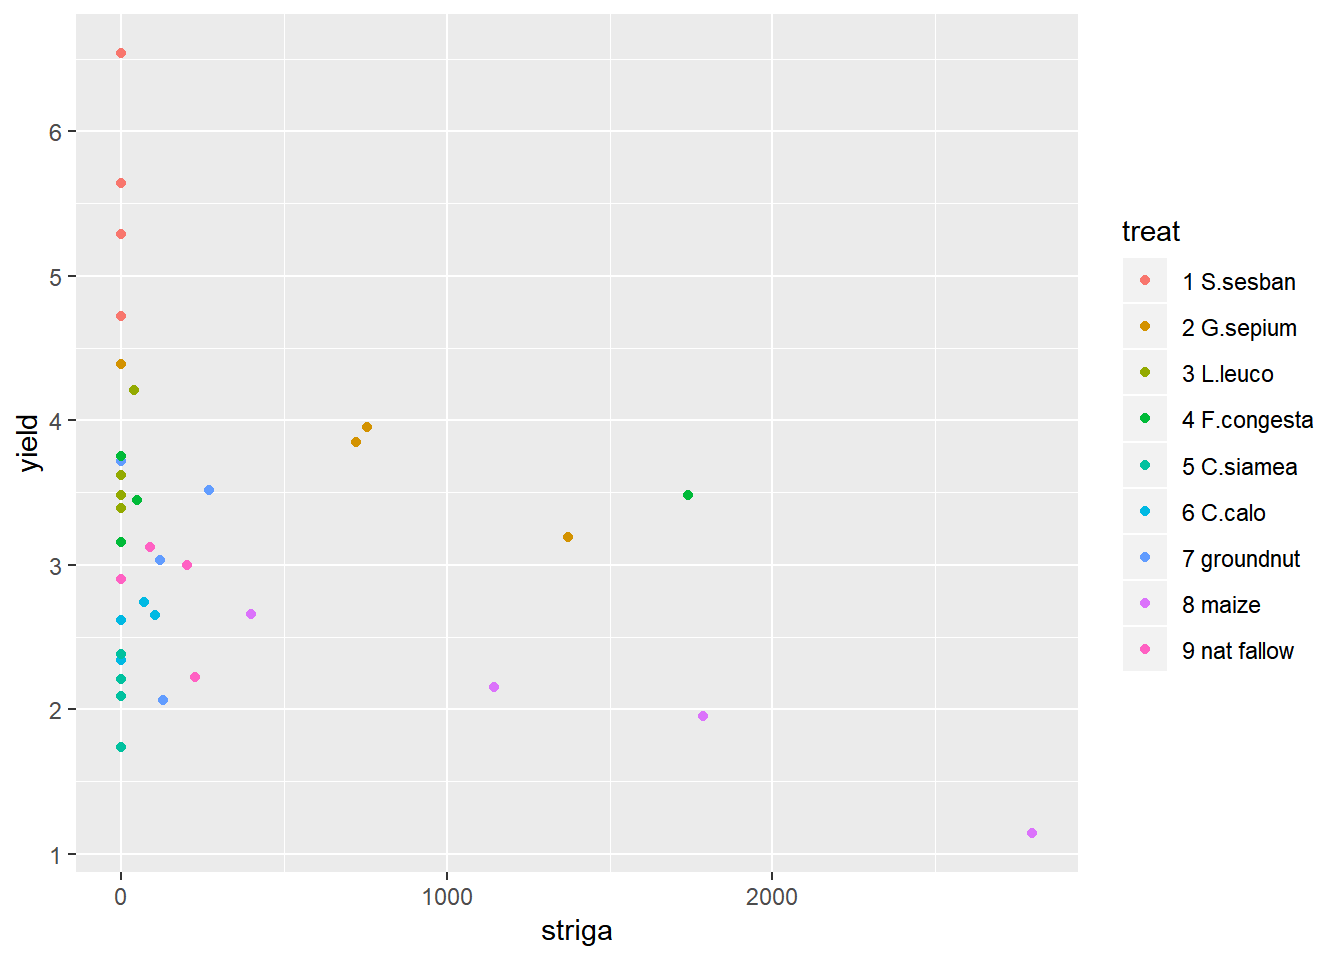 yield
6
5
4
3
2
1
0
1000
2000
striga
treat
1 S.sesban
2 G.sepium
3 L.leuco
4 F.congesta
5 C.siamea
6 C.calo
7 groundnut
8 maize
9 nat fallow